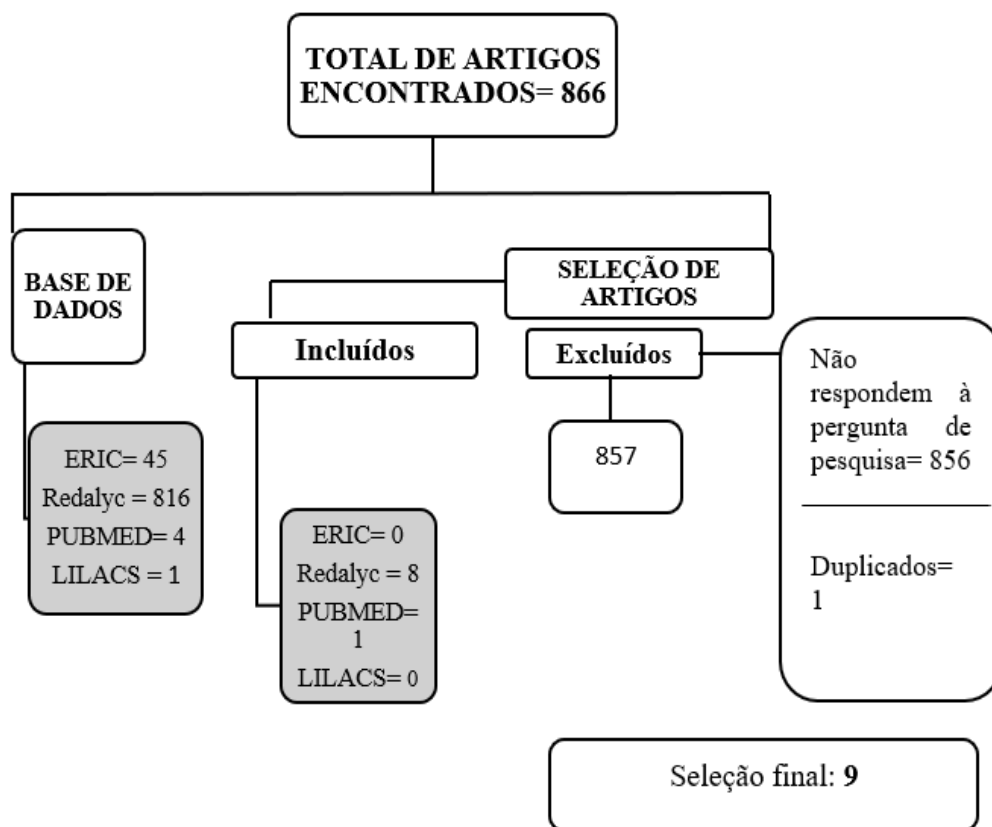 TOTAL DE ARTIGOS
ENCONTRADOS= 866
BASE DE
DADOS
SELEÇÃO DE
ARTIGOS
Incluídos
Excluídos
Não
respondem à
pergunta de
pesquisa= 856
Duplicados=
1
857
ERIC= 45
Redalyc = 816
PUBMED= 4
LILACS = 1
ERIC= 0
Redalyc = 8
PUBMED=
1
LILACS= 0
Seleção final: 9